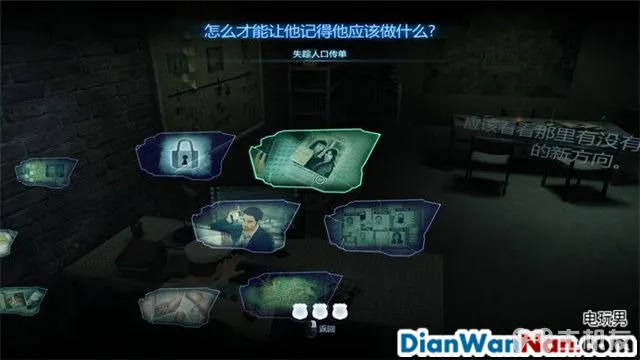 怎么才能让他记得他应该做什么?
失踪人口传单
应该看看那里有没有
的新方向。
返回
电玩男
DianWanNan.com